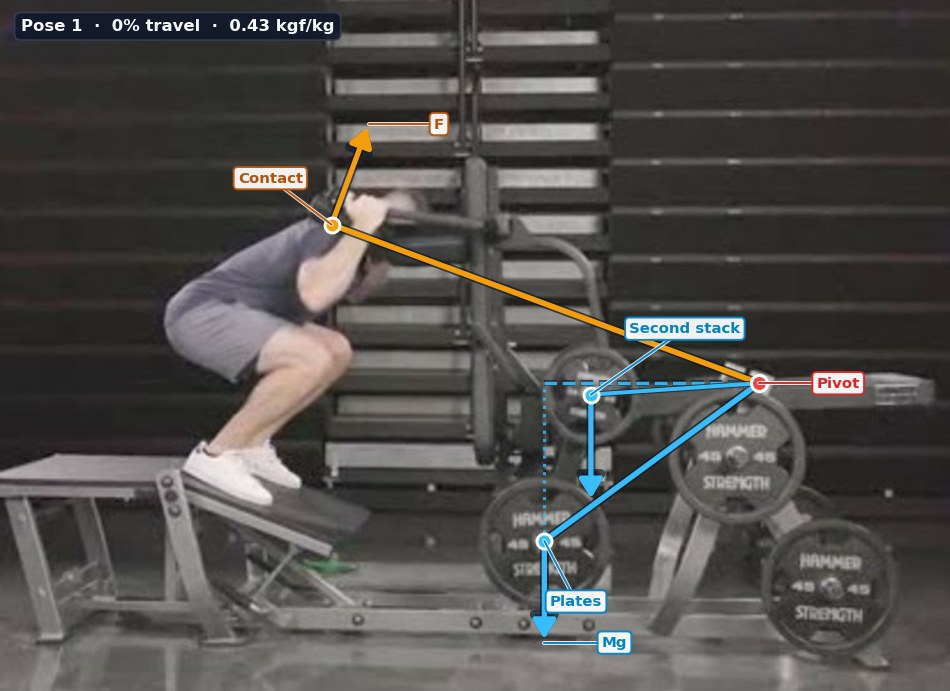 Pose 1 · 0% travel · 0.43 kgf/kg
F
Contact
Second stack
Pivot
HAMMER
45 45
STRENGTH
HAMMER
45 45
STRENGTH
HAMMER
45 45
STRENGTH
Plates
Mg